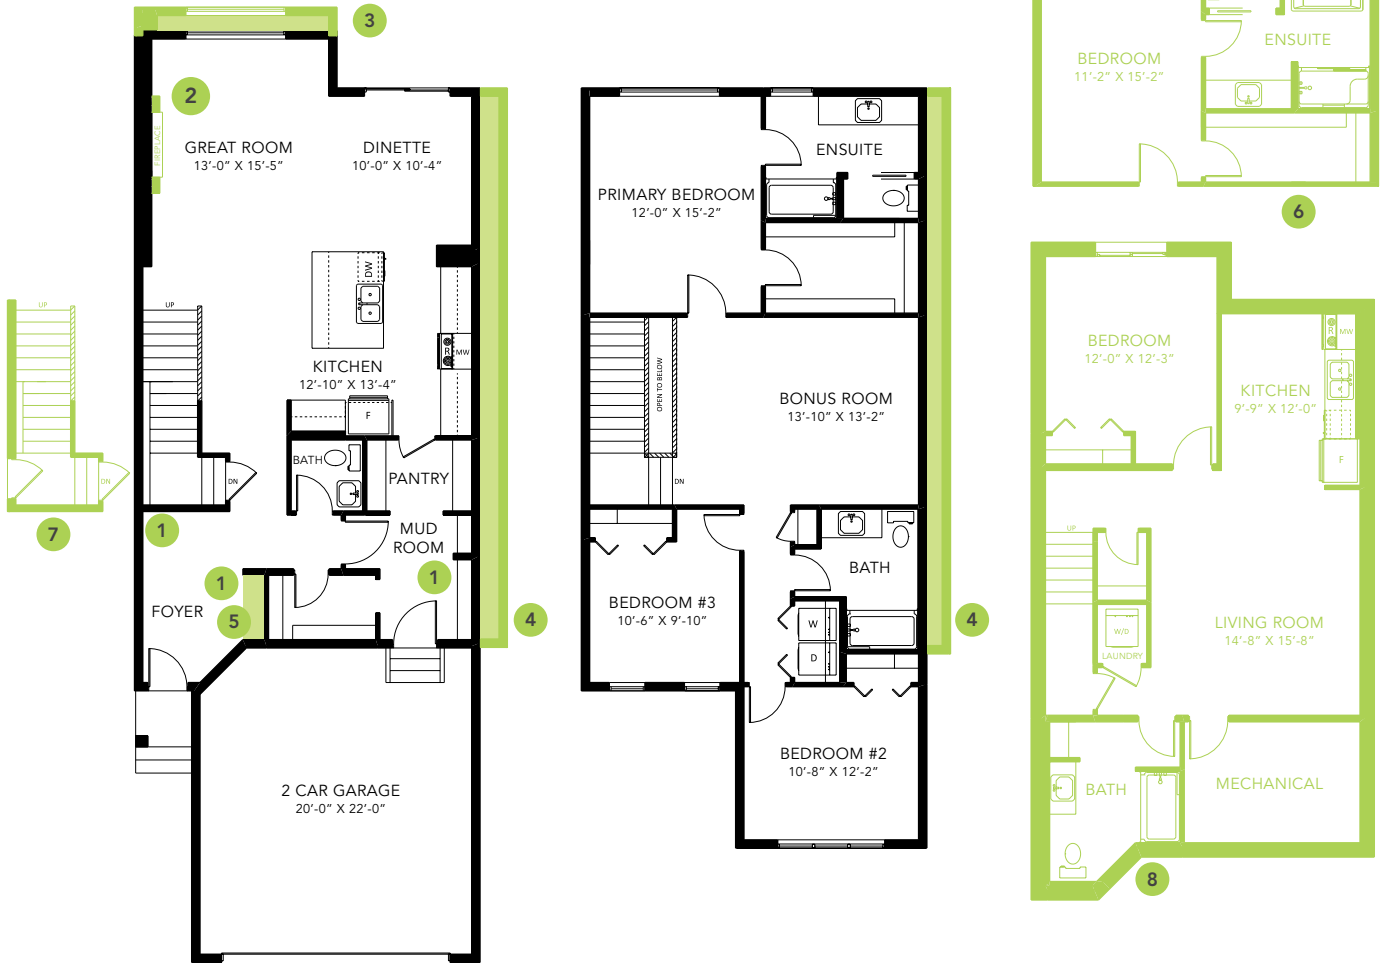 3
2
FIREPLACE
GREAT ROOM
13'-0" X 15'-5"
DINETTE
10'-0" X 10'-4"
DW
UP
R
MW
KITCHEN
12'-10" X 13'-4"
F
BATH
PANTRY
DN
1
MUD
ROOM
1
1
5
FOYER
4
2 CAR GARAGE
20'-0" X 22'-0"
UP
DN
7
ENSUITE
PRIMARY BEDROOM
12'-0" X 15'-2"
OPEN TO BELOW
BONUS ROOM
13'-10" X 13'-2"
DN
BATH
BEDROOM #3
10'-6" X 9'-10"
W
D
4
BEDROOM #2
10'-8" X 12'-2"
ENSUITE
BEDROOM
11'-2" X 15'-2"
6
BEDROOM
12'-0" X 12'-3"
R
MW
KITCHEN
9'-9" X 12'-0"
F
UP
W/D
LAUNDRY
LIVING ROOM
14'-8" X 15'-8"
BATH
MECHANICAL
8